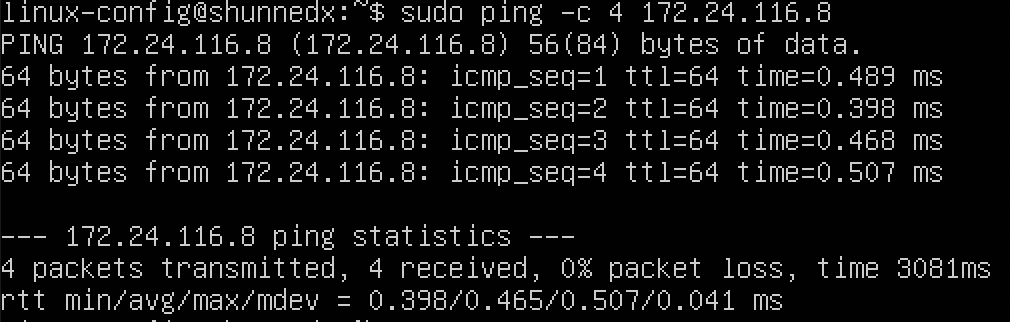 linux-config@shunnedx:~$ sudo ping -c 4 172.24.116.8
PING 172.24.116.8 (172.24.116.8) 56(84) bytes of data.
64 bytes from 172.24.116.8: icmp_seq=1 ttl=64 time=0.489 ms
64 bytes from 172.24.116.8: icmp_seq=2 ttl=64 time=0.398 ms
64 bytes from 172.24.116.8: icmp_seq=3 ttl=64 time=0.468 ms
64 bytes from 172.24.116.8: icmp_seq=4 ttl=64 time=0.507 ms
--- 172.24.116.8 ping statistics ---
4 packets transmitted, 4 received, 0% packet loss, time 3081ms
rtt min/avg/max/mdev = 0.398/0.465/0.507/0.041 ms